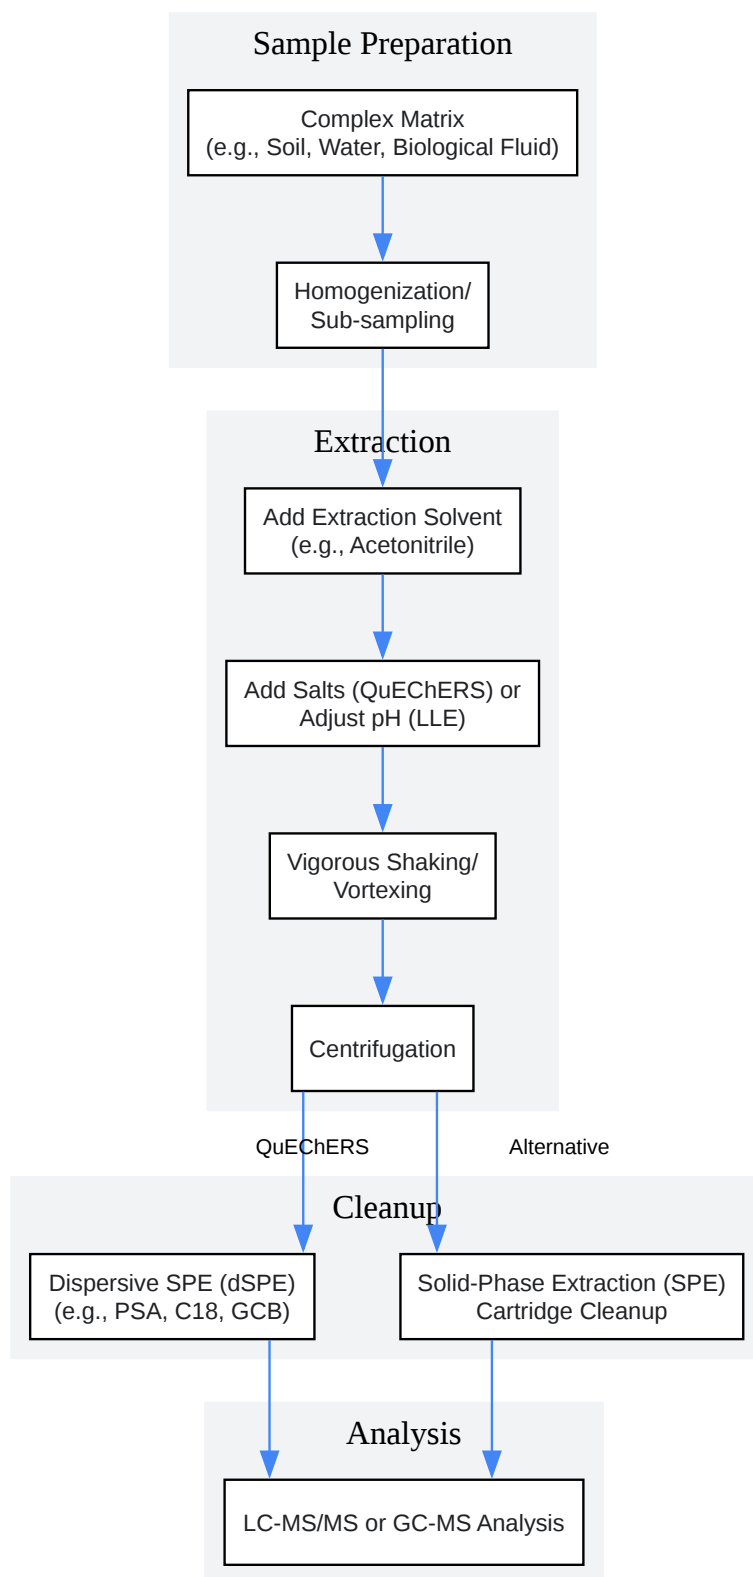 Sample Preparation
Complex Matrix
(e.g., Soil, Water, Biological Fluid)
Homogenization/
Sub-sampling
Extraction
Add Extraction Solvent
(e.g., Acetonitrile)
Add Salts (QuEChERS) or
Adjust pH (LLE)
Vigorous Shaking/
Vortexing
Centrifugation
QuEChERS
Alternative
Cleanup
Dispersive SPE (dSPE)
(e.g., PSA, C18, GCB)
Solid-Phase Extraction (SPE)
Cartridge Cleanup
Analysis
LC-MS/MS or GC-MS Analysis